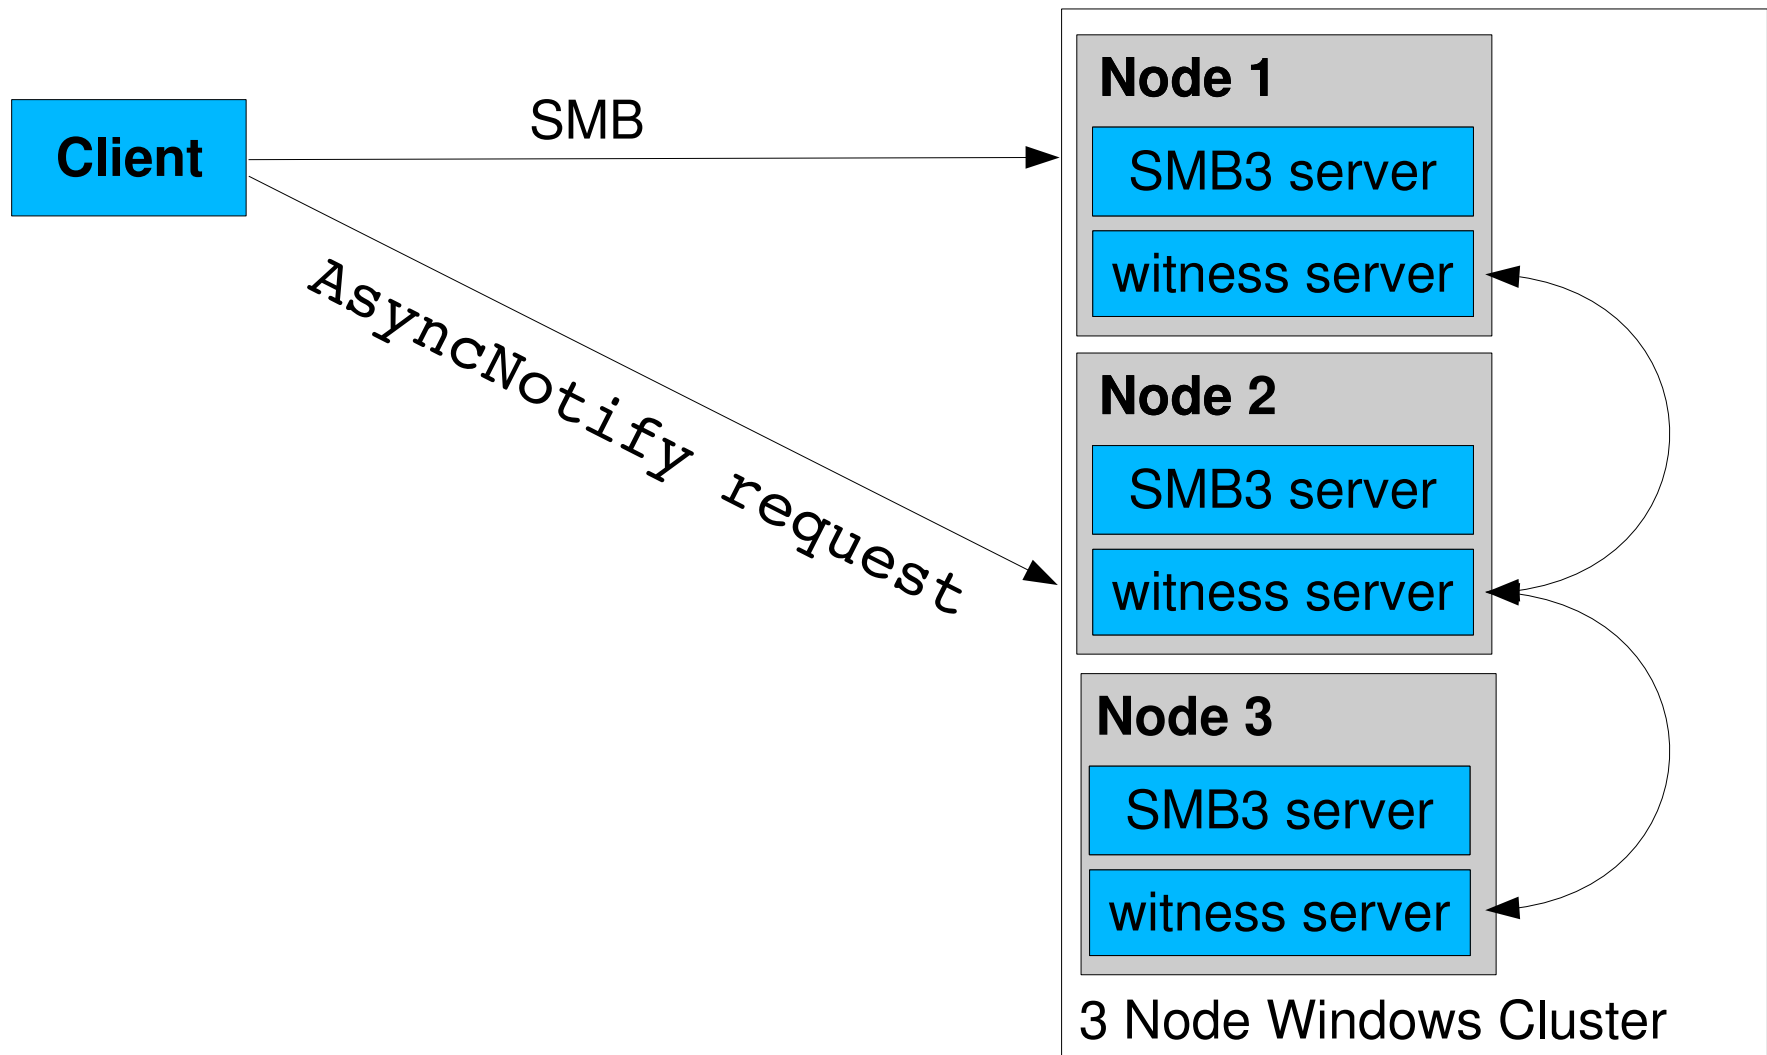 Client
SMB
AsyncNotify request
Node 1
SMB3 server
witness server
Node 2
SMB3 server
witness server
Node 3
SMB3 server
witness server
3 Node Windows Cluster